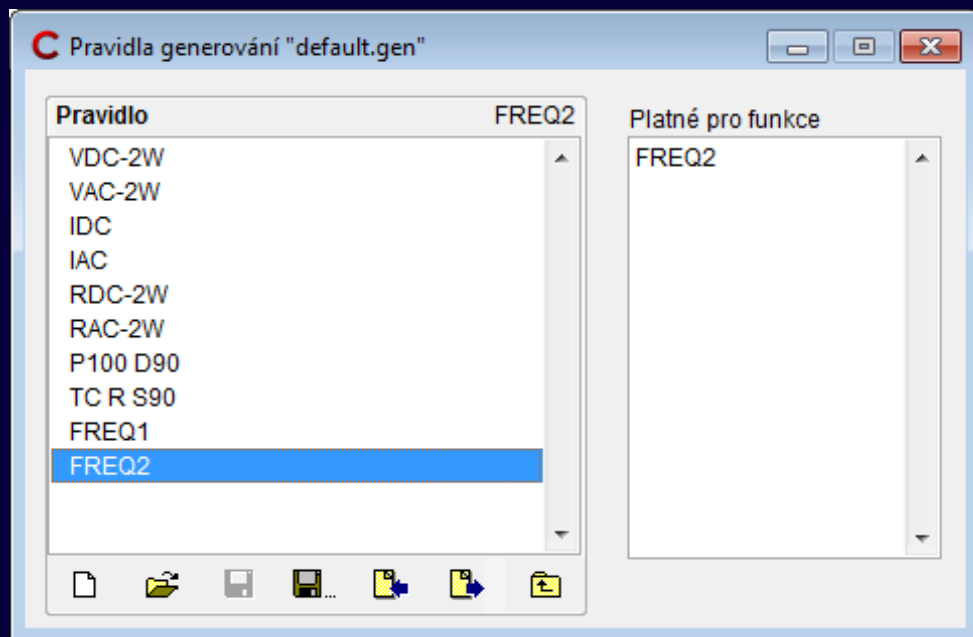 C Pravidla generování "default.gen"
Pravidlo FREQ2
VDC-2W
VAC-2W
IDC
IAC
RDC-2W
RAC-2W
P100 D90
TC R S90
FREQ1
FREQ2
...
Platné pro funkce
FREQ2